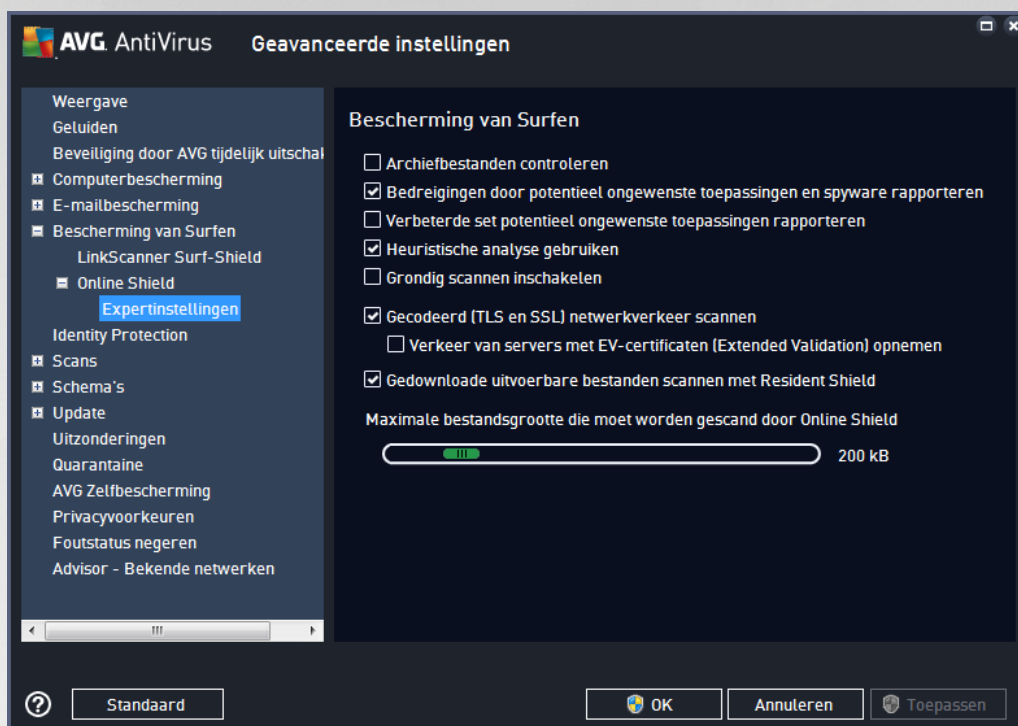 AVG. AntiVirus
Geavanceerde instellingen
Weergave
Geluiden
Beveiliging door AVG tijdelijk uitschak
Computerbescherming
E-mailbescherming
Bescherming van Surfen
LinkScanner Surf-Shield
Online Shield
Expertinstellingen
Identity Protection
Scans
Schema's
Update
Uitzonderingen
Quarantaine
AVG Zelfbescherming
Privacyvoorkeuren
Foutstatus negeren
Advisor - Bekende netwerken
Bescherming van Surfen
Archiefbestanden controleren
Bedreigingen door potentieel ongewenste toepassingen en spyware rapporteren
Verbeterde set potentieel ongewenste toepassingen rapporteren
Heuristische analyse gebruiken
Grondig scannen inschakelen
Gecodeerd (TLS en SSL) netwerkverkeer scannen
Verkeer van servers met EV-certificaten (Extended Validation) opnemen
Gedownloade uitvoerbare bestanden scannen met Resident Shield
Maximale bestandsgrootte die moet worden gescand door Online Shield
200 kB
?
Standaard
OK
Annuleren
Toepassen